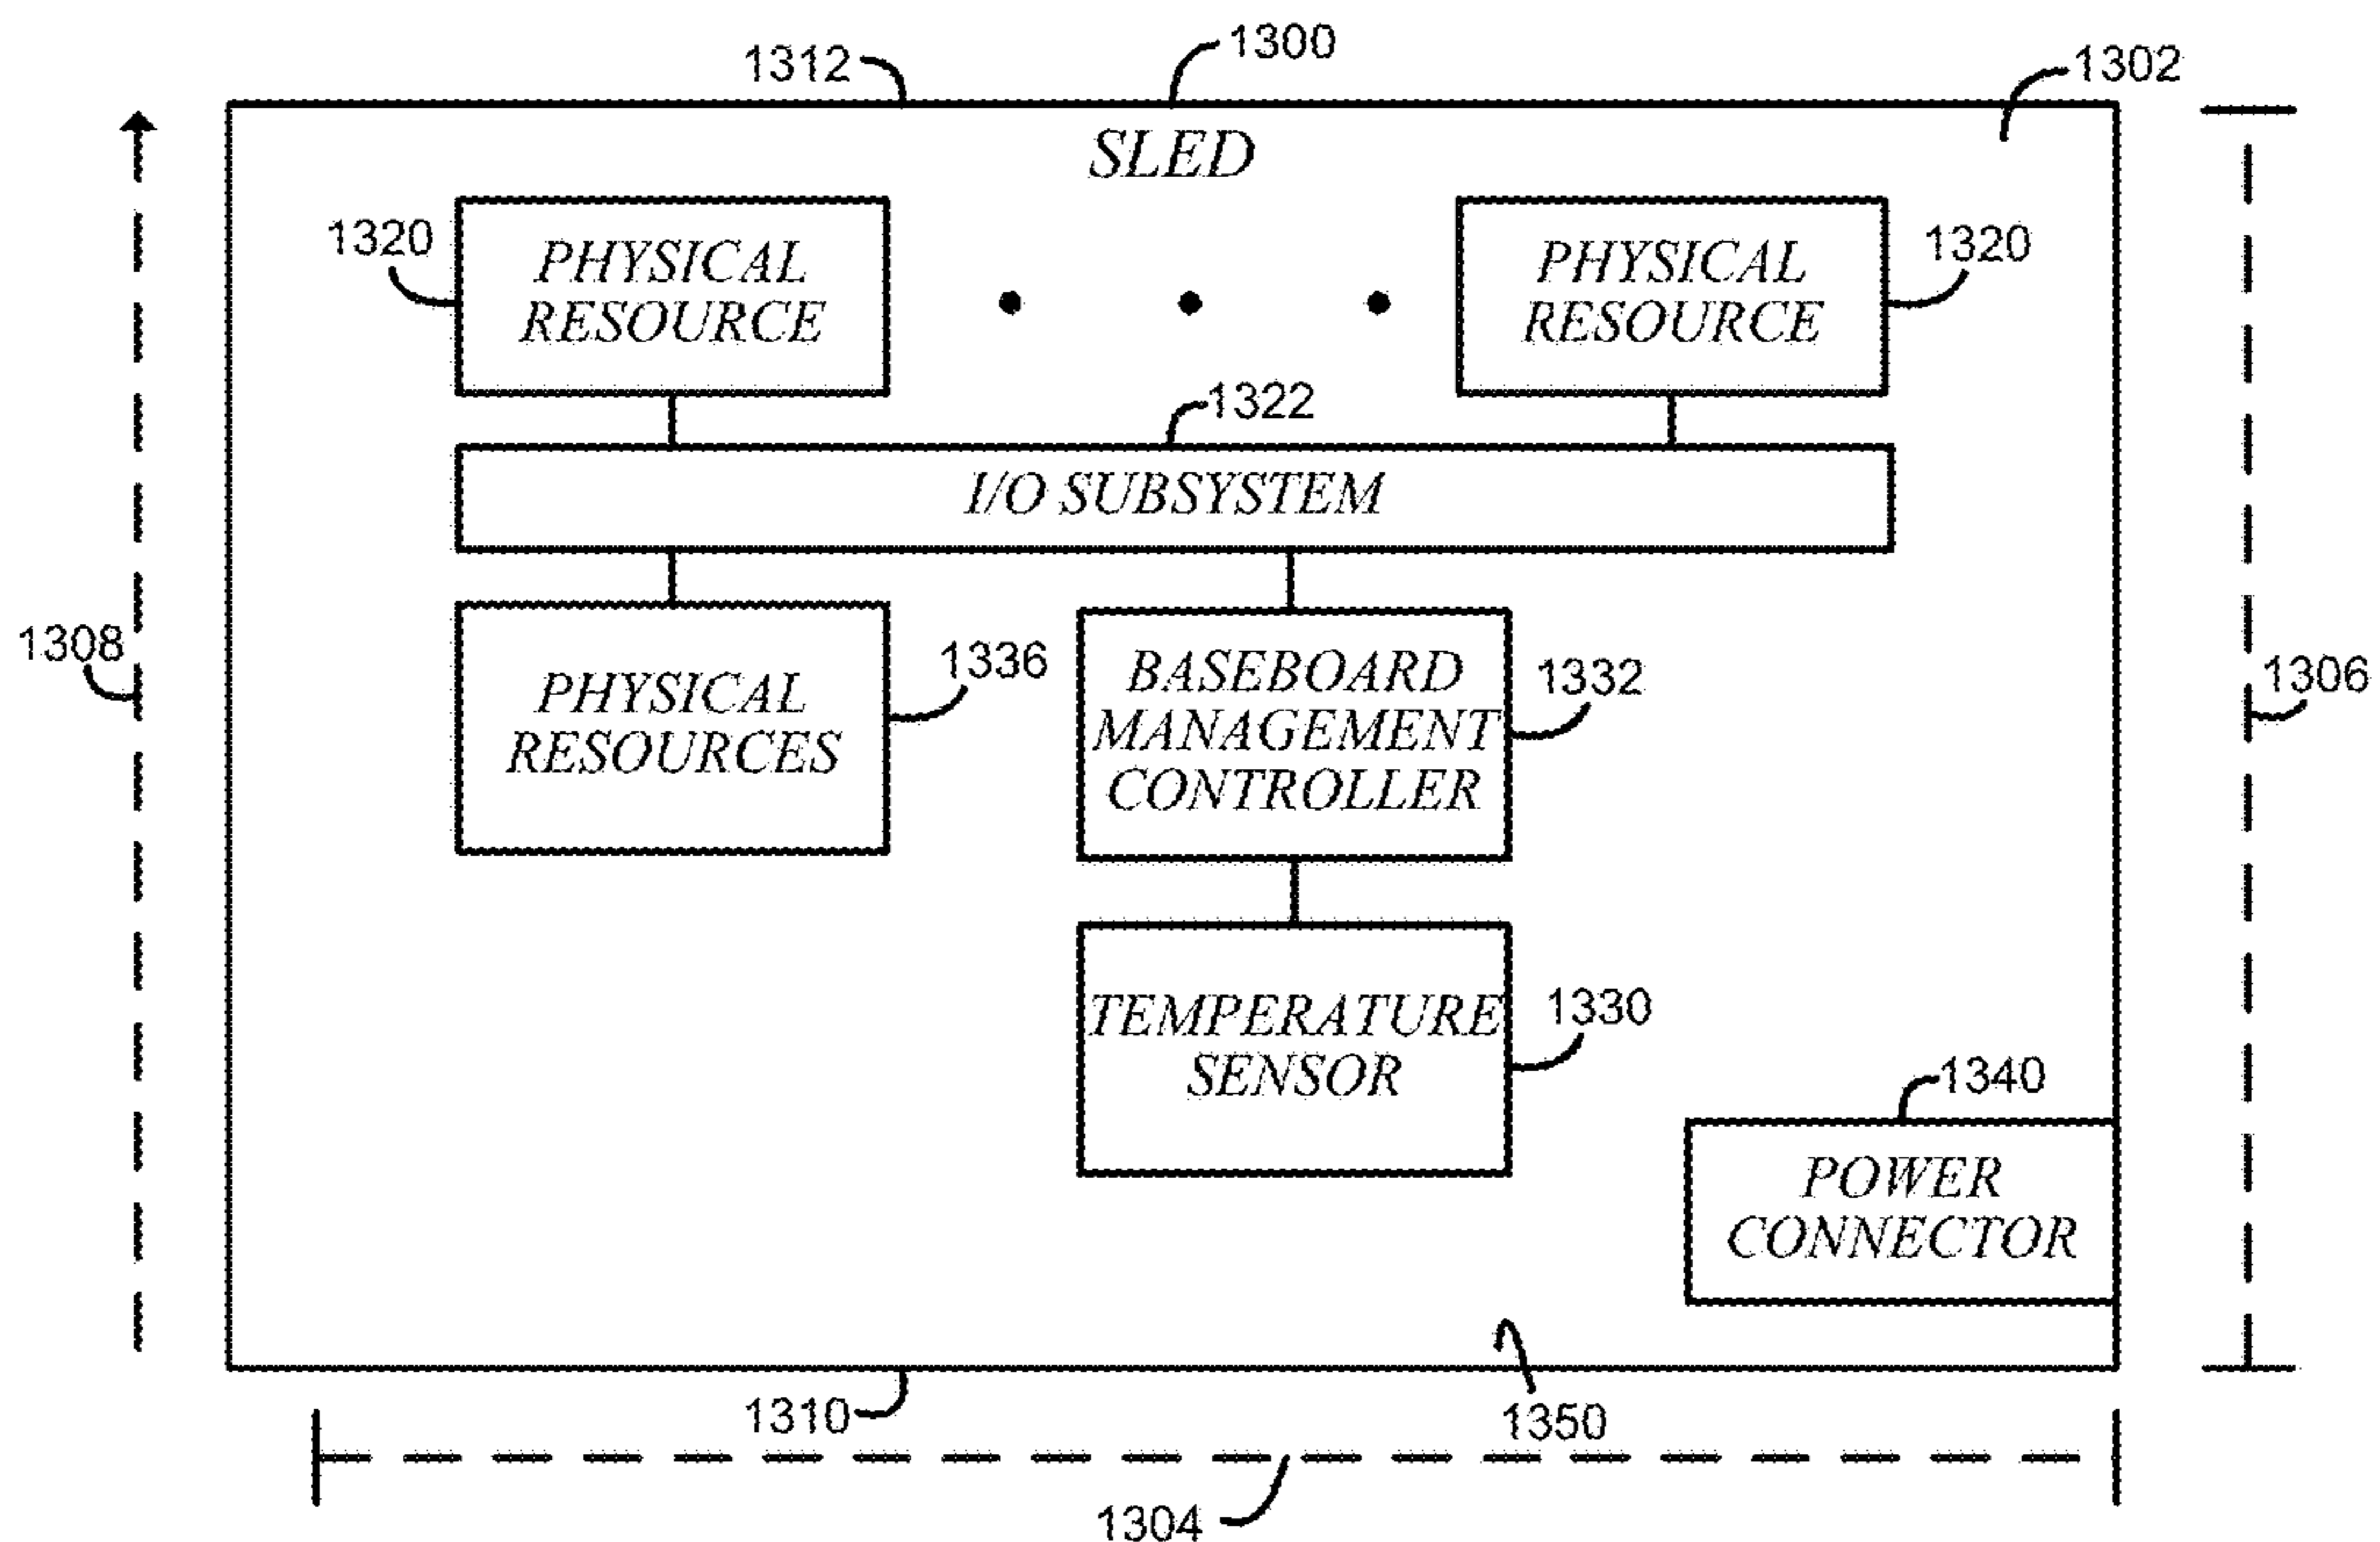 1312
1300
1302
SLED
1320
PHYSICAL
RESOURCE
PHYSICAL
RESOURCE
1320
1322
I/O SUBSYSTEM
1308
PHYSICAL
RESOURCES
1336
BASEBOARD
MANAGEMENT
CONTROLLER
1332
1306
TEMPERATURE
SENSOR
1330
1340
POWER
CONNECTOR
1310
1350
1304